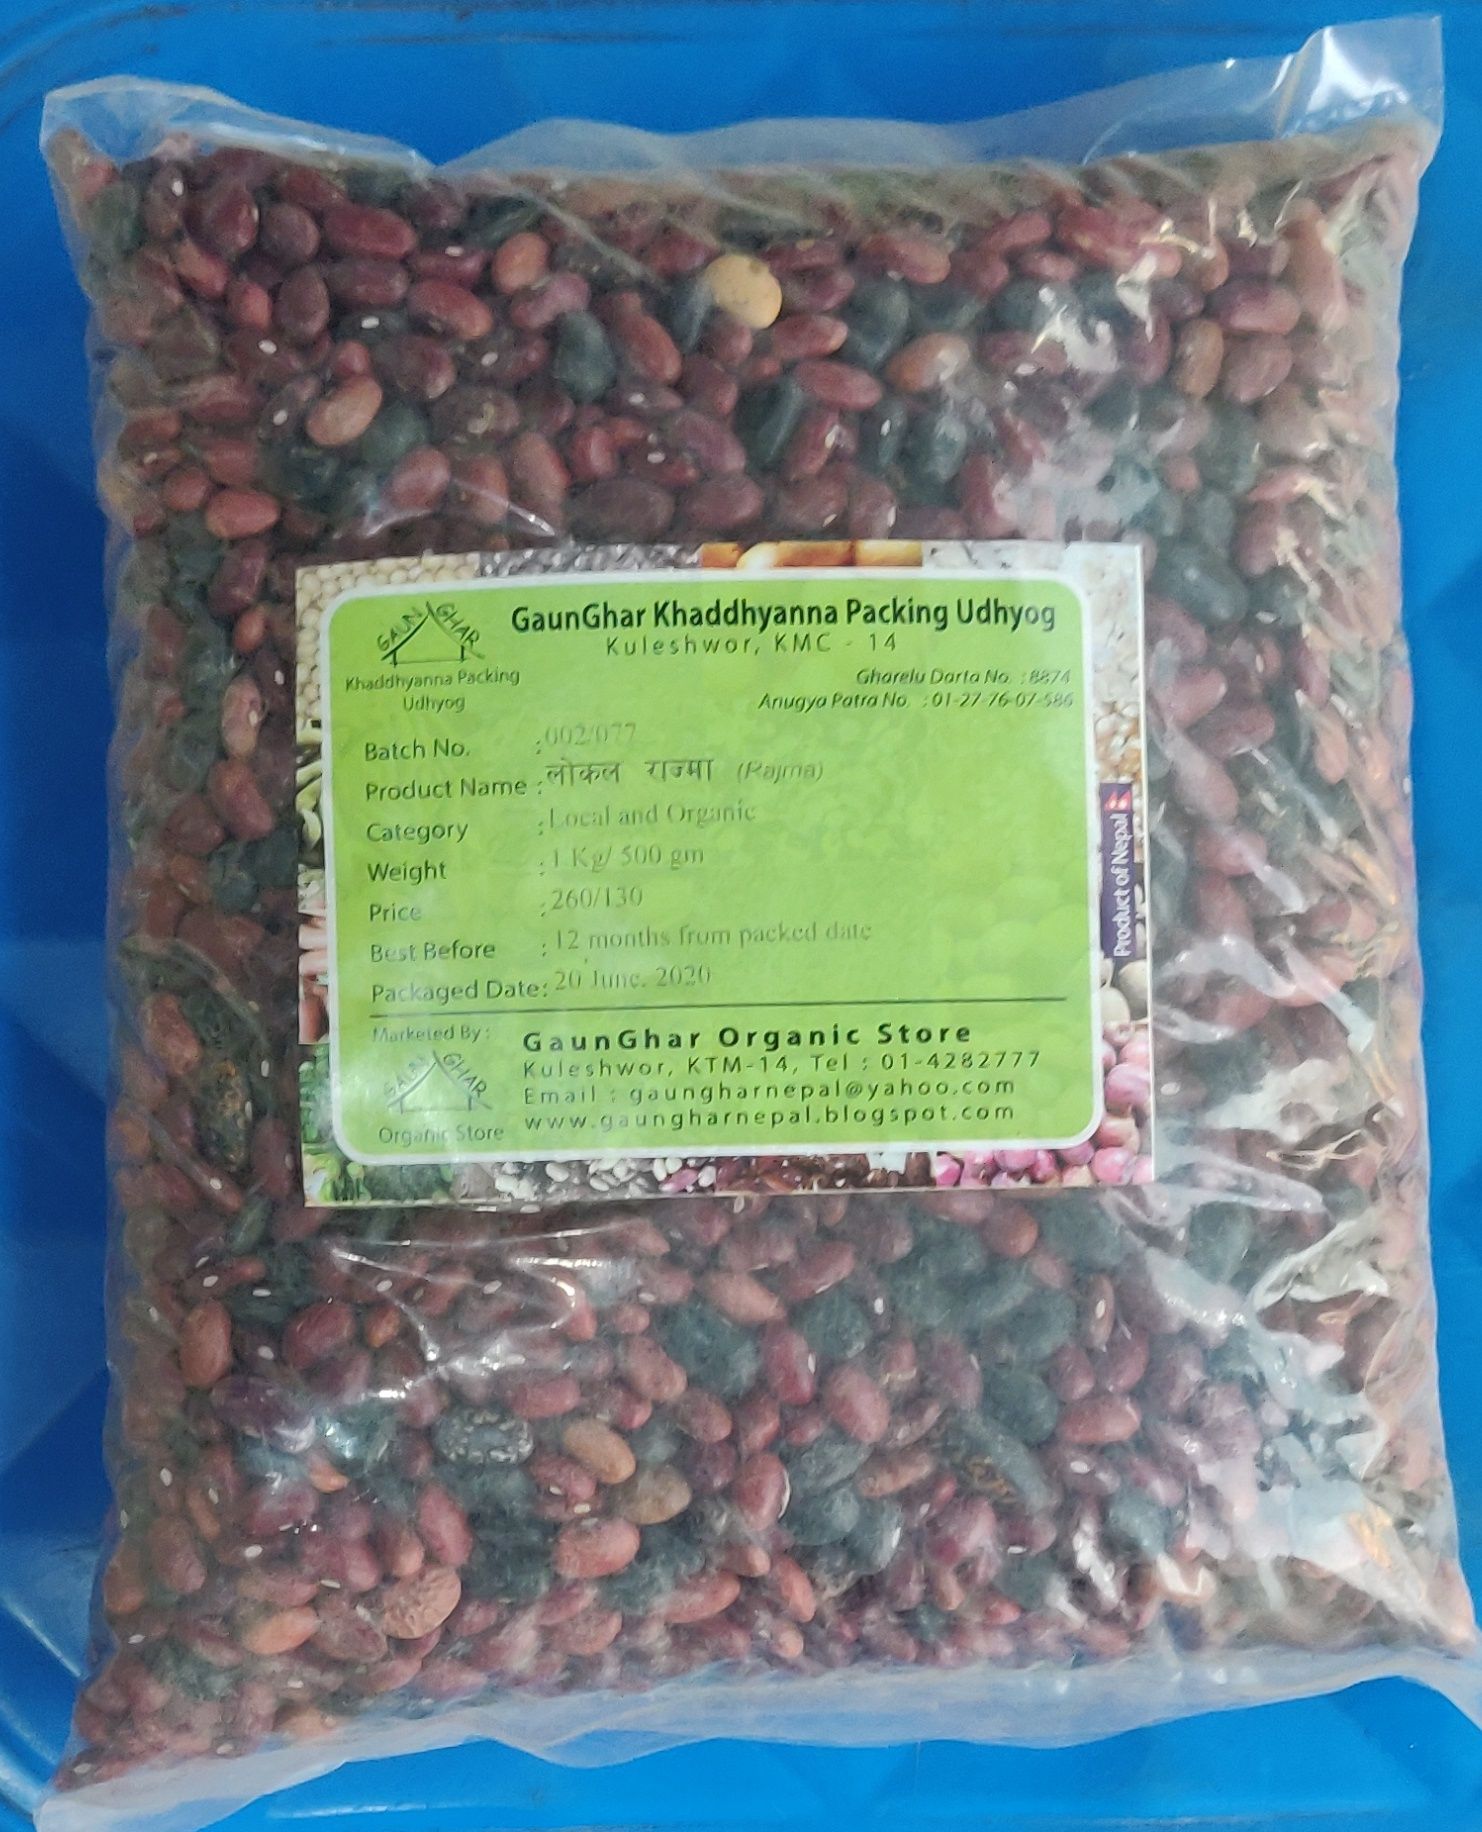 GAUN GHAR
Khaddhyanna Packing
Udhyog
GaunGhar Khaddhyanna Packing Udhyog
Kuleshwor, KMC - 14
Gharelu Darta No. : 8874
Anugya Patra No. : 01-27-76-07-586
Batch No. : 002/077
Product Name : लोकल राज्मा (Rajma)
Category : Local and Organic
Weight : 1 Kg/ 500 gm
Price : 260/130
Best Before : 12 months from packed date
Packaged Date: 20 June, 2020
Product of Nepal
Marketed By :
GAUN GHAR
Organic Store
GaunGhar Organic Store
Kuleshwor, KTM-14, Tel : 01-4282777
Email : gaungharnepal@yahoo.com
www.gaungharnepal.blogspot.com